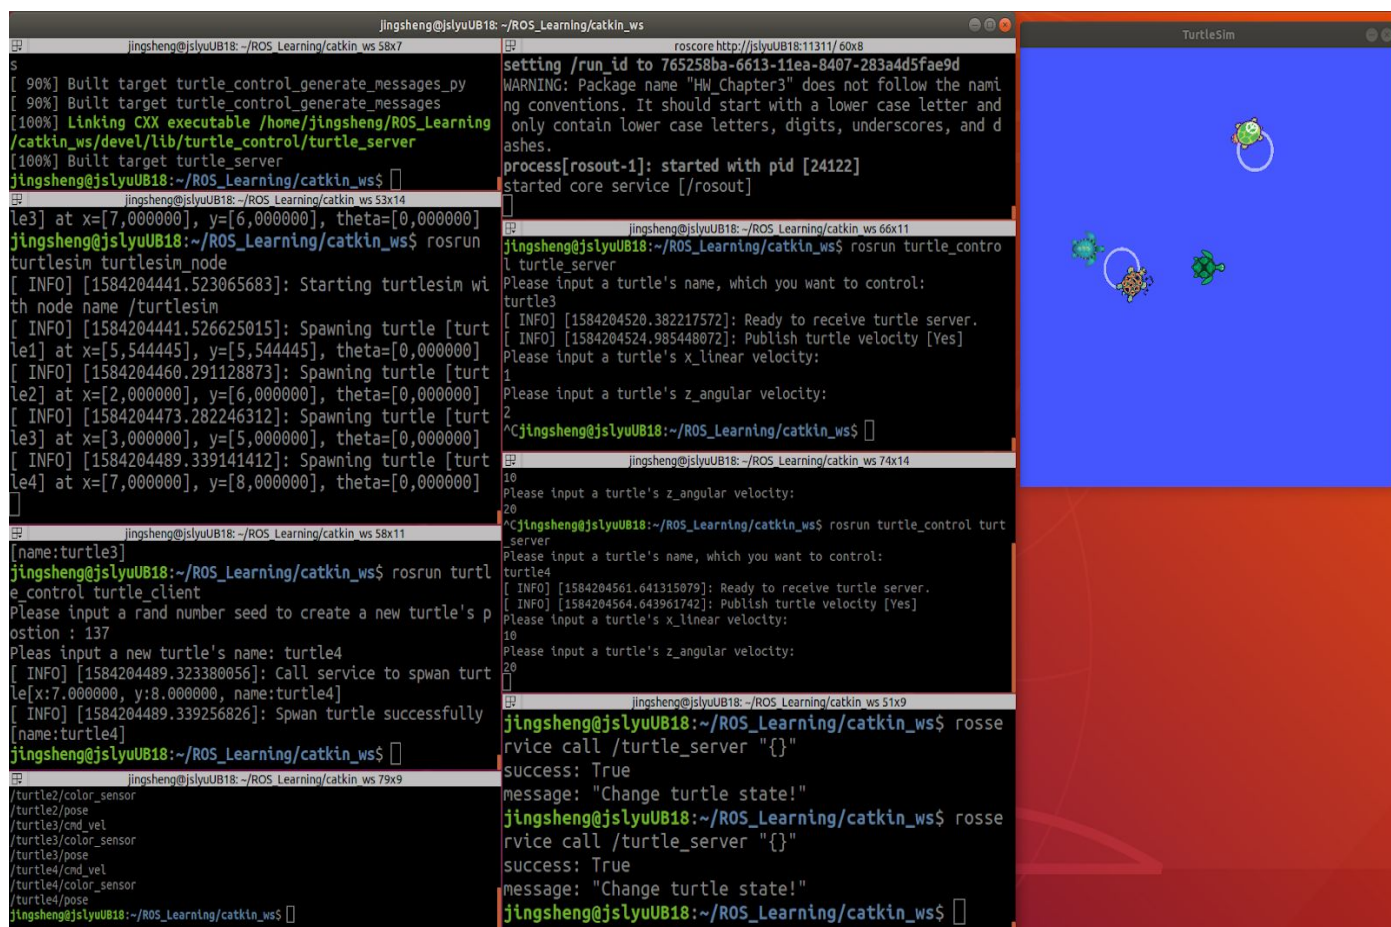 jingsheng@jslyuUB18: ~/ROS_Learning/catkin_ws
jingsheng@jslyuUB18: ~/ROS_Learning/catkin_ws 58x7
s
[ 90%] Built target turtle_control_generate_messages_py
[ 90%] Built target turtle_control_generate_messages
[100%] Linking CXX executable /home/jingsheng/ROS_Learning
/catkin_ws/devel/lib/turtle_control/turtle_server
[100%] Built target turtle_server
jingsheng@jslyuUB18:~/ROS_Learning/catkin_ws$
jingsheng@jslyuUB18: ~/ROS_Learning/catkin_ws 53x14
le3] at x=[7,000000], y=[6,000000], theta=[0,000000]
jingsheng@jslyuUB18:~/ROS_Learning/catkin_ws$ rosrun
turtlesim turtlesim_node
[ INFO] [1584204441.523065683]: Starting turtlesim wi
th node name /turtlesim
[ INFO] [1584204441.526625015]: Spawning turtle [turt
le1] at x=[5,544445], y=[5,544445], theta=[0,000000]
[ INFO] [1584204460.291128873]: Spawning turtle [turt
le2] at x=[2,000000], y=[6,000000], theta=[0,000000]
[ INFO] [1584204473.282246312]: Spawning turtle [turt
le3] at x=[3,000000], y=[5,000000], theta=[0,000000]
[ INFO] [1584204489.339141412]: Spawning turtle [turt
le4] at x=[7,000000], y=[8,000000], theta=[0,000000]
jingsheng@jslyuUB18: ~/ROS_Learning/catkin_ws 58x11
[name:turtle3]
jingsheng@jslyuUB18:~/ROS_Learning/catkin_ws$ rosrun turtl
e_control turtle_client
Please input a rand number seed to create a new turtle's p
ostion : 137
Pleas input a new turtle's name: turtle4
[ INFO] [1584204489.323380056]: Call service to spwan turt
le[x:7.000000, y:8.000000, name:turtle4]
[ INFO] [1584204489.339256826]: Spwan turtle successfully
[name:turtle4]
jingsheng@jslyuUB18:~/ROS_Learning/catkin_ws$
jingsheng@jslyuUB18: ~/ROS_Learning/catkin_ws 79x9
/turtle2/color_sensor
/turtle2/pose
/turtle3/cmd_vel
/turtle3/color_sensor
/turtle3/pose
/turtle4/cmd_vel
/turtle4/color_sensor
/turtle4/pose
jingsheng@jslyuUB18:~/ROS_Learning/catkin_ws$
roscore http://jslyuUB18:11311/ 60x8
setting /run_id to 765258ba-6613-11ea-8407-283a4d5fae9d
WARNING: Package name "HW_Chapter3" does not follow the nami
ng conventions. It should start with a lower case letter and
only contain lower case letters, digits, underscores, and d
ashes.
process[rosout-1]: started with pid [24122]
started core service [/rosout]
jingsheng@jslyuUB18: ~/ROS_Learning/catkin_ws 66x11
jingsheng@jslyuUB18:~/ROS_Learning/catkin_ws$ rosrun turtle_contro
l turtle_server
Please input a turtle's name, which you want to control:
turtle3
[ INFO] [1584204520.382217572]: Ready to receive turtle server.
[ INFO] [1584204524.985448072]: Publish turtle velocity [Yes]
Please input a turtle's x_linear velocity:
1
Please input a turtle's z_angular velocity:
2
^Cjingsheng@jslyuUB18:~/ROS_Learning/catkin_ws$
jingsheng@jslyuUB18: ~/ROS_Learning/catkin_ws 74x14
10
Please input a turtle's z_angular velocity:
20
^Cjingsheng@jslyuUB18:~/ROS_Learning/catkin_ws$ rosrun turtle_control turt
_server
Please input a turtle's name, which you want to control:
turtle4
[ INFO] [1584204561.641315079]: Ready to receive turtle server.
[ INFO] [1584204564.643961742]: Publish turtle velocity [Yes]
Please input a turtle's x_linear velocity:
10
Please input a turtle's z_angular velocity:
20
jingsheng@jslyuUB18: ~/ROS_Learning/catkin_ws 51x9
jingsheng@jslyuUB18:~/ROS_Learning/catkin_ws$ rosse
rvice call /turtle_server "{}"
success: True
message: "Change turtle state!"
jingsheng@jslyuUB18:~/ROS_Learning/catkin_ws$ rosse
rvice call /turtle_server "{}"
success: True
message: "Change turtle state!"
jingsheng@jslyuUB18:~/ROS_Learning/catkin_ws$
TurtleSim